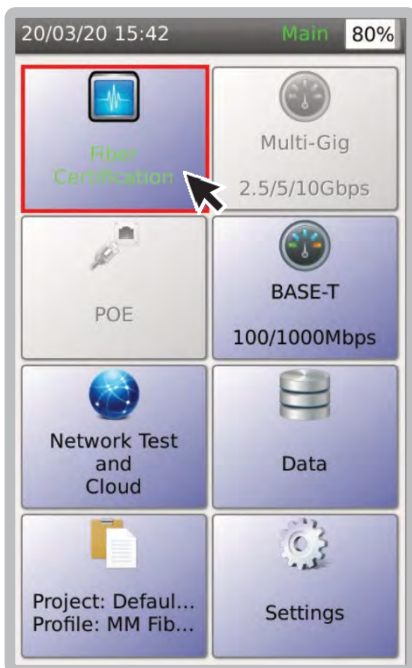 20/03/20 15:42 Main 80%
Fiber
Certification
Multi-Gig
2.5/5/10Gbps
POE
BASE-T
100/1000Mbps
Network Test
and
Cloud
Data
Project: Defaul...
Profile: MM Fib...
Settings